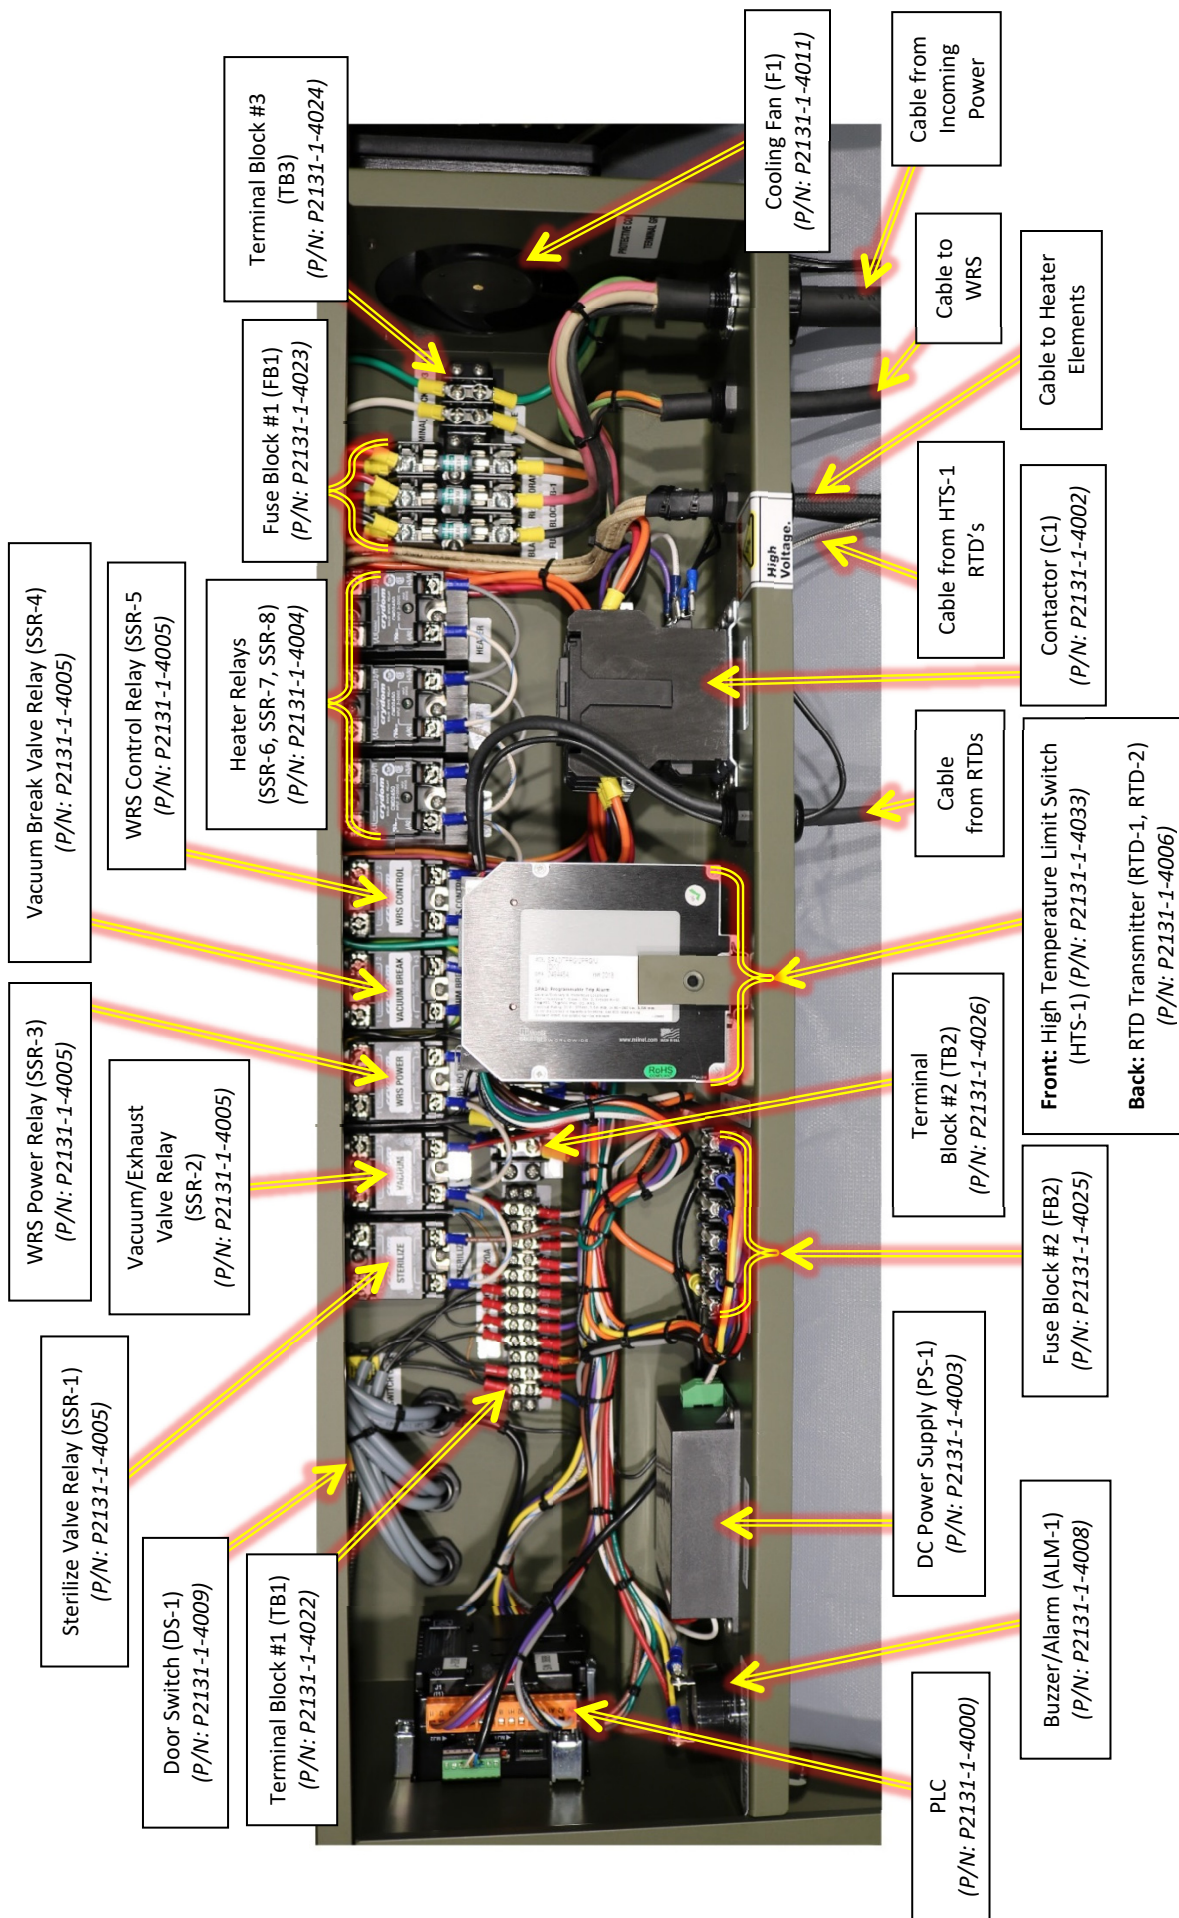 Sterilize Valve Relay (SSR-1)
(P/N: P2131-1-4005)
Door Switch (DS-1)
(P/N: P2131-1-4009)
Terminal Block #1 (TB1)
(P/N: P2131-1-4022)
WRS Power Relay (SSR-3)
(P/N: P2131-1-4005)
Vacuum/Exhaust
Valve Relay
(SSR-2)
(P/N: P2131-1-4005)
Vacuum Break Valve Relay (SSR-4)
(P/N: P2131-1-4005)
WRS Control Relay (SSR-5)
(P/N: P2131-1-4005)
Heater Relays
(SSR-6, SSR-7, SSR-8)
(P/N: P2131-1-4004)
Fuse Block #1 (FB1)
(P/N: P2131-1-4023)
Terminal Block #3
(TB3)
(P/N: P2131-1-4024)
STERILIZE
VACUUM
WRS POWER
VACUUM BREAK
WRS CONTROL
crydom
crydom
crydom
HEATER
RoHS
www.miinet.com
High
Voltage.
PLC
(P/N: P2131-1-4000)
Buzzer/Alarm (ALM-1)
(P/N: P2131-1-4008)
DC Power Supply (PS-1)
(P/N: P2131-1-4003)
Fuse Block #2 (FB2)
(P/N: P2131-1-4025)
Terminal
Block #2 (TB2)
(P/N: P2131-1-4026)
Front: High Temperature Limit Switch
(HTS-1) (P/N: P2131-1-4033)
Back: RTD Transmitter (RTD-1, RTD-2)
(P/N: P2131-1-4006)
Cable
from RTDs
Contactor (C1)
(P/N: P2131-1-4002)
Cable from HTS-1
RTD's
Cable to Heater
Elements
Cable to
WRS
Cable from
Incoming
Power
Cooling Fan (F1)
(P/N: P2131-1-4011)